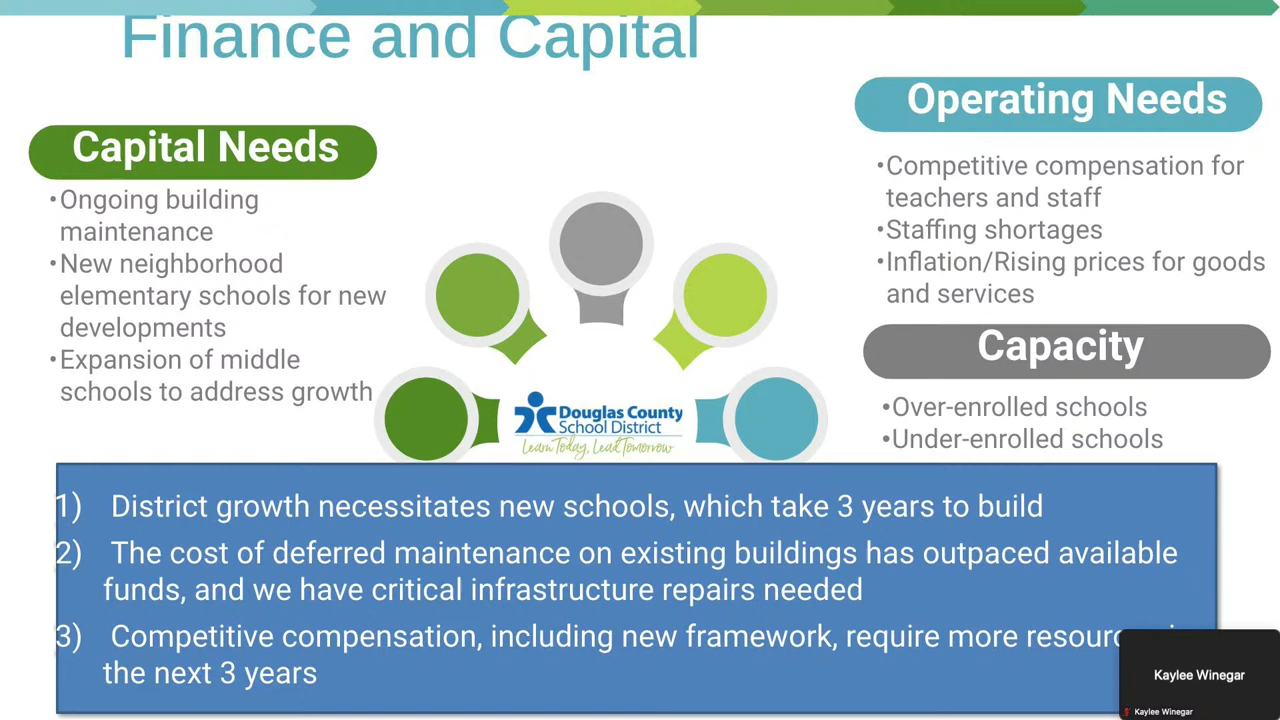 Finance and Capital
Capital Needs
•Ongoing building
maintenance
•New neighborhood
elementary schools for new
developments
•Expansion of middle
schools to address growth
Operating Needs
•Competitive compensation for
teachers and staff
•Staffing shortages
•Inflation/Rising prices for goods
and services
Capacity
•Over-enrolled schools
•Under-enrolled schools
Douglas County
School District
Learn Today, Lead Tomorrow
1) District growth necessitates new schools, which take 3 years to build
2) The cost of deferred maintenance on existing buildings has outpaced available
funds, and we have critical infrastructure repairs needed
3) Competitive compensation, including new framework, require more
the next 3 years
Kaylee Winegar
Kaylee Winegar